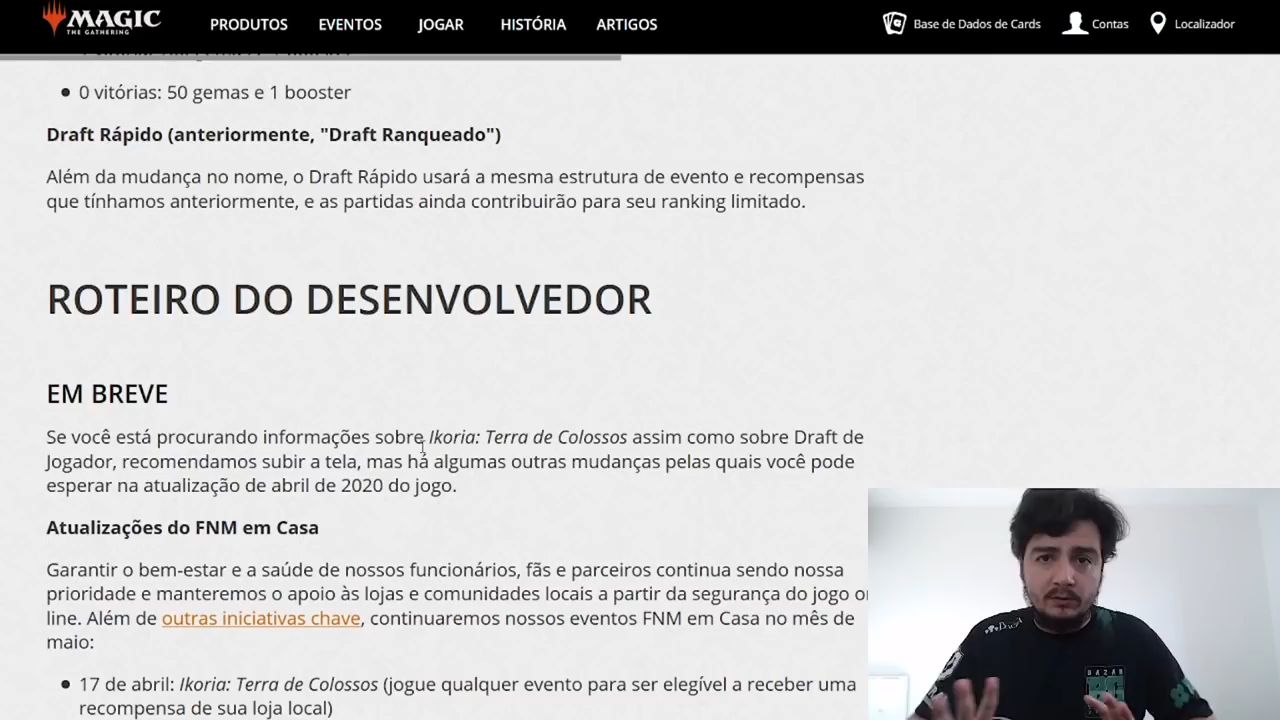 MAGIC
THE GATHERING
PRODUTOS EVENTOS JOGAR HISTÓRIA ARTIGOS
Base de Dados de Cards Contas Localizador
0 vitórias: 50 gemas e 1 booster
Draft Rápido (anteriormente, "Draft Ranqueado")
Além da mudança no nome, o Draft Rápido usará a mesma estrutura de evento e recompensas
que tínhamos anteriormente, e as partidas ainda contribuirão para seu ranking limitado.
ROTEIRO DO DESENVOLVEDOR
EM BREVE
Se você está procurando informações sobre Ikoria: Terra de Colossos assim como sobre Draft de
Jogador, recomendamos subir a tela, mas há algumas outras mudanças pelas quais você pode
esperar na atualização de abril de 2020 do jogo.
Atualizações do FNM em Casa
Garantir o bem-estar e a saúde de nossos funcionários, fãs e parceiros continua sendo nossa
prioridade e manteremos o apoio às lojas e comunidades locais a partir da segurança do jogo
line. Além de outras iniciativas chave, continuaremos nossos eventos FNM em Casa no mês de
maio:
17 de abril: Ikoria: Terra de Colossos (jogue qualquer evento para ser elegível a receber uma
recompensa de sua loja local)
BAZAR